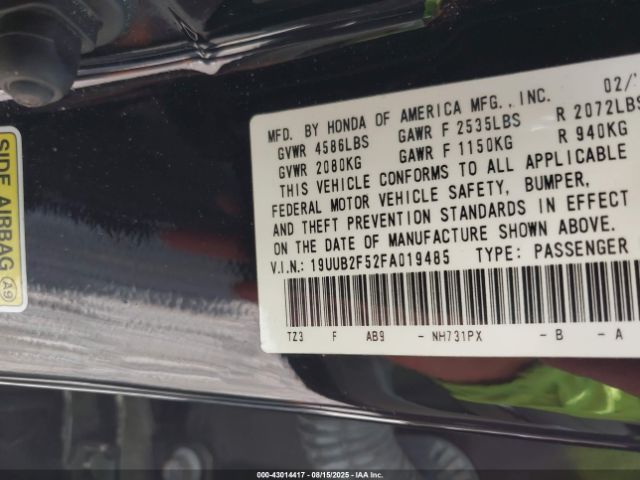 SIDE AIRBAG A9
02/
MFD. BY HONDA OF AMERICA MFG., INC.
GVWR 4586LBS GAWR F 2535LBS R 2072LBS
GVWR 2080KG GAWR F 1150KG R 940KG
THIS VEHICLE CONFORMS TO ALL APPLICABLE
FEDERAL MOTOR VEHICLE SAFETY, BUMPER,
AND THEFT PREVENTION STANDARDS IN EFFECT
ON THE DATE OF MANUFACTURE SHOWN ABOVE.
V.I.N.: 19UUB2F52FA019485 TYPE: PASSENGER
TZ3 F AB9 - NH731PX - B - A
000-43014417 - 08/15/2025 - IAA Inc.